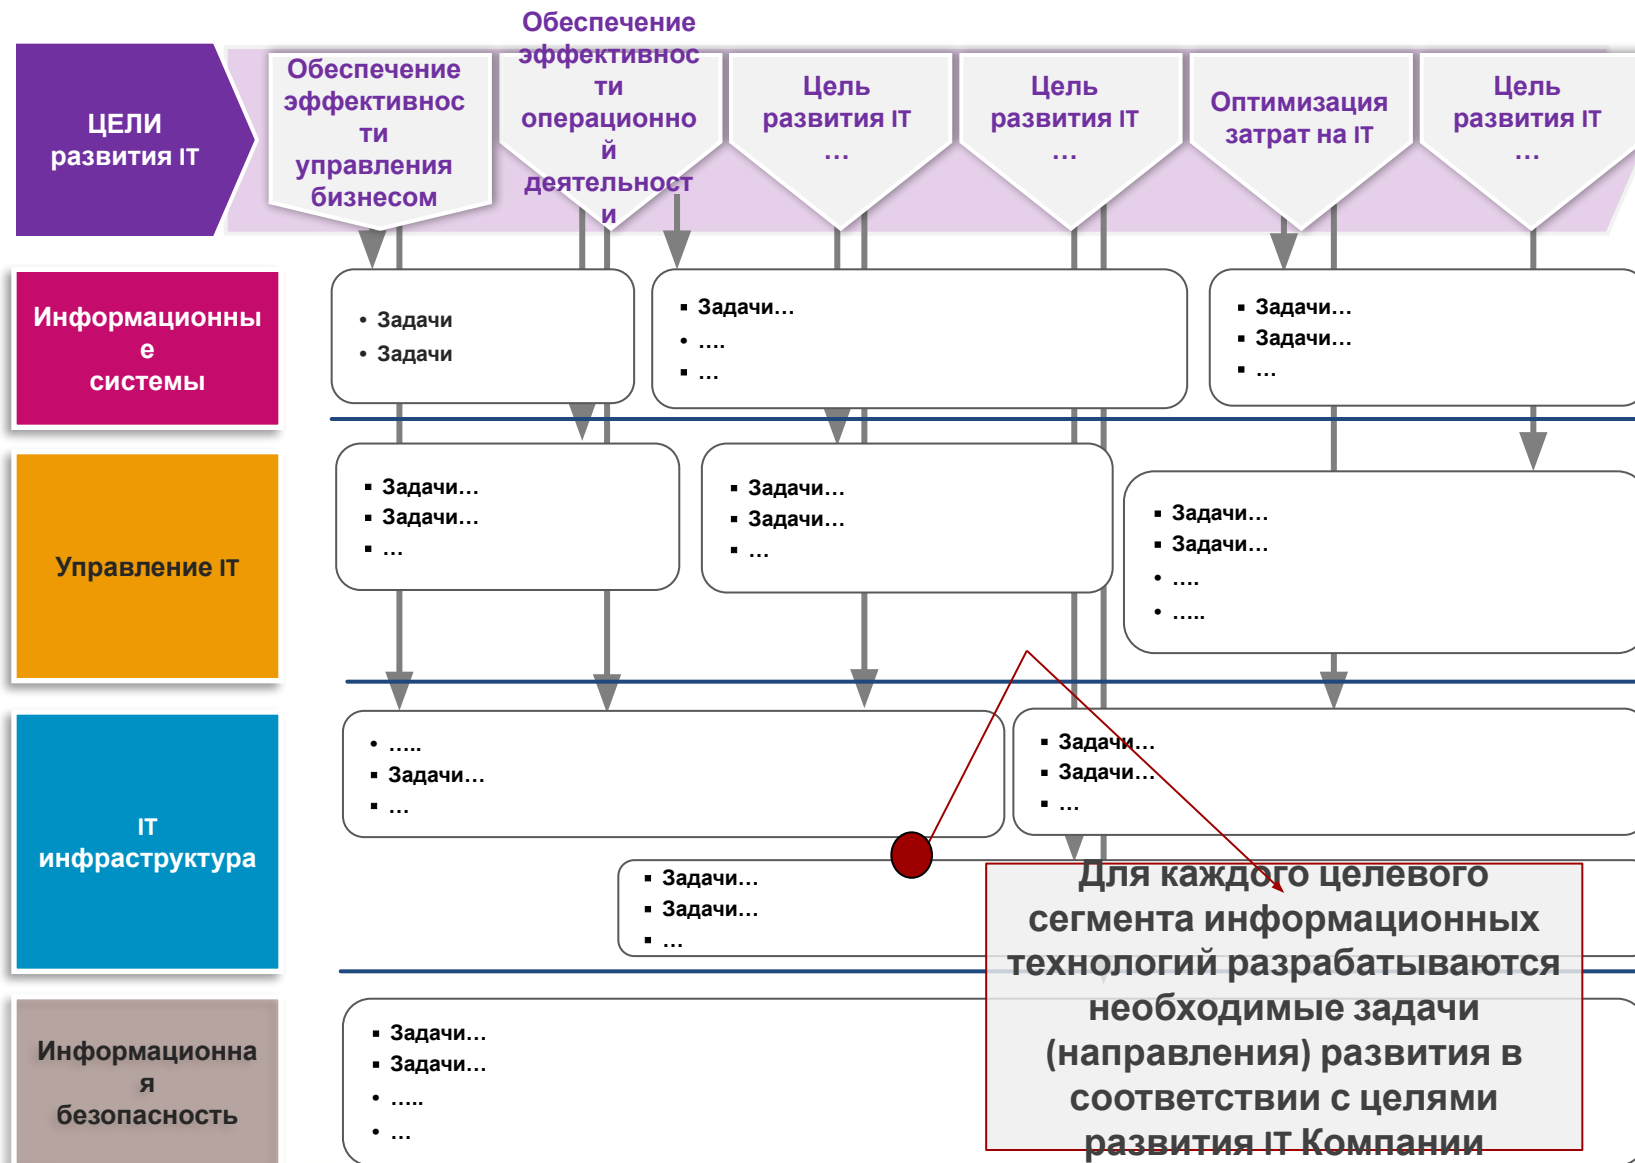 ЦЕЛИ
развития IT
Обеспечение
эффективнос
ти
управления
бизнесом
Обеспечение
эффективнос
ти
операционно
й
деятельност
и
Цель
развития IT
…
Цель
развития IT
…
Оптимизация
затрат на IT
Цель
развития IT
…
Информационны
е
системы
• Задачи
• Задачи
▪ Задачи…
• ….
▪ …
▪ Задачи…
▪ Задачи…
▪ …
Управление IT
▪ Задачи…
▪ Задачи…
▪ …
▪ Задачи…
▪ Задачи…
▪ …
▪ Задачи…
▪ Задачи…
• ….
• …..
IT
инфраструктура
• …..
▪ Задачи…
▪ …
▪ Задачи…
▪ Задачи…
▪ …
▪ Задачи…
▪ Задачи…
▪ …
Информационна
я
безопасность
▪ Задачи…
▪ Задачи…
• …..
• …
Для каждого целевого
сегмента информационных
технологий разрабатываются
необходимые задачи
(направления) развития в
соответствии с целями
развития IT Компании